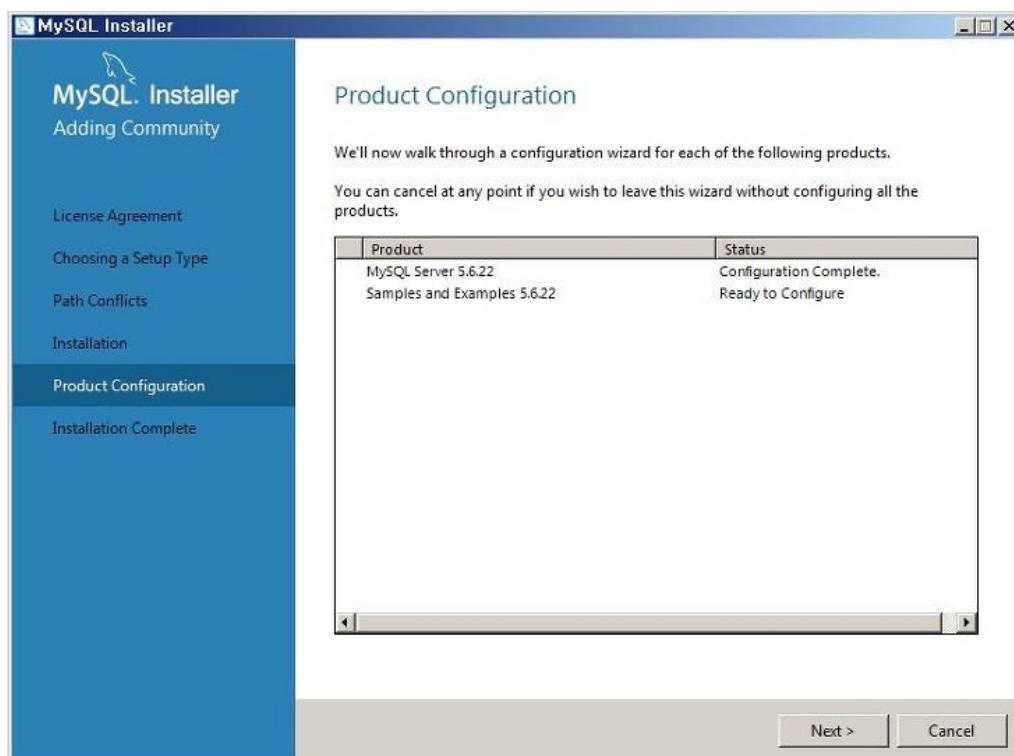 MySQL Installer
MySQL. Installer
Adding Community
License Agreement
Choosing a Setup Type
Path Conflicts
Installation
Product Configuration
Installation Complete
Product Configuration
We'll now walk through a configuration wizard for each of the following products.
You can cancel at any point if you wish to leave this wizard without configuring all the
products.
Product Status
MySQL Server 5.6.22 Configuration Complete.
Samples and Examples 5.6.22 Ready to Configure
Next > Cancel